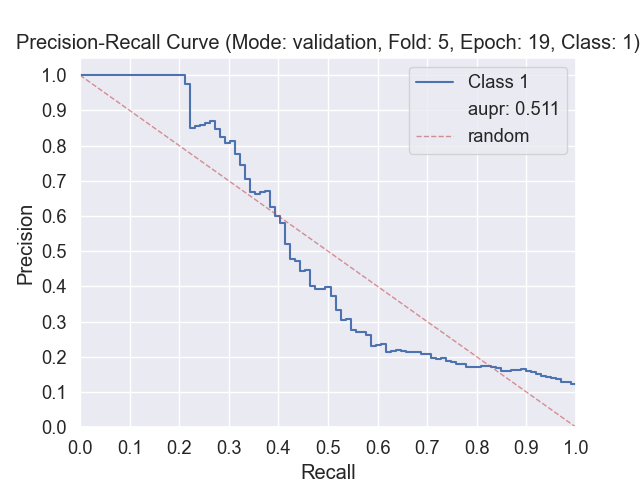 Precision-Recall Curve (Mode: validation, Fold: 5, Epoch: 19, Class: 1)
Class 1
aupr: 0.511
random
Precision
1.0
0.9
0.8
0.7
0.6
0.5
0.4
0.3
0.2
0.1
0.0
0.0 0.1 0.2 0.3 0.4 0.5 0.6 0.7 0.8 0.9 1.0
Recall